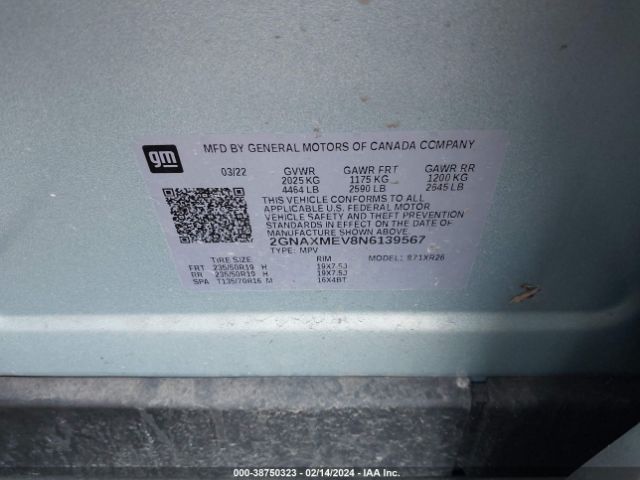 gm
MFD BY GENERAL MOTORS OF CANADA COMPANY
03/22 GVWR GAWR FRT GAWR RR
2025 KG 1175 KG 1200 KG
4464 LB 2590 LB 2645 LB
THIS VEHICLE CONFORMS TO ALL
APPLICABLE U.S. FEDERAL MOTOR
VEHICLE SAFETY AND THEFT PREVENTION
STANDARDS IN EFFECT ON THE DATE OF
MANUFACTURE SHOWN ABOVE.
2GNAXMEV8N6139567
TYPE: MPV MODEL: 1XR26
TIRE SIZE RIM
FRT 235/50R19 H 19X7.5J
RR 235/50R19 H 19X7.5J
SPA T135/70R16 M 16X4BT
000-38750323 - 02/14/2024 - IAA Inc.